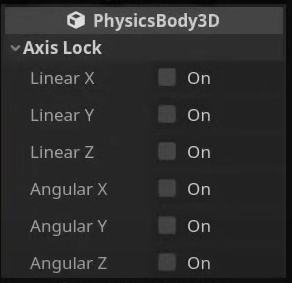 PhysicsBody3D
Axis Lock
Linear X On
Linear Y On
Linear Z On
Angular X On
Angular Y On
Angular Z On